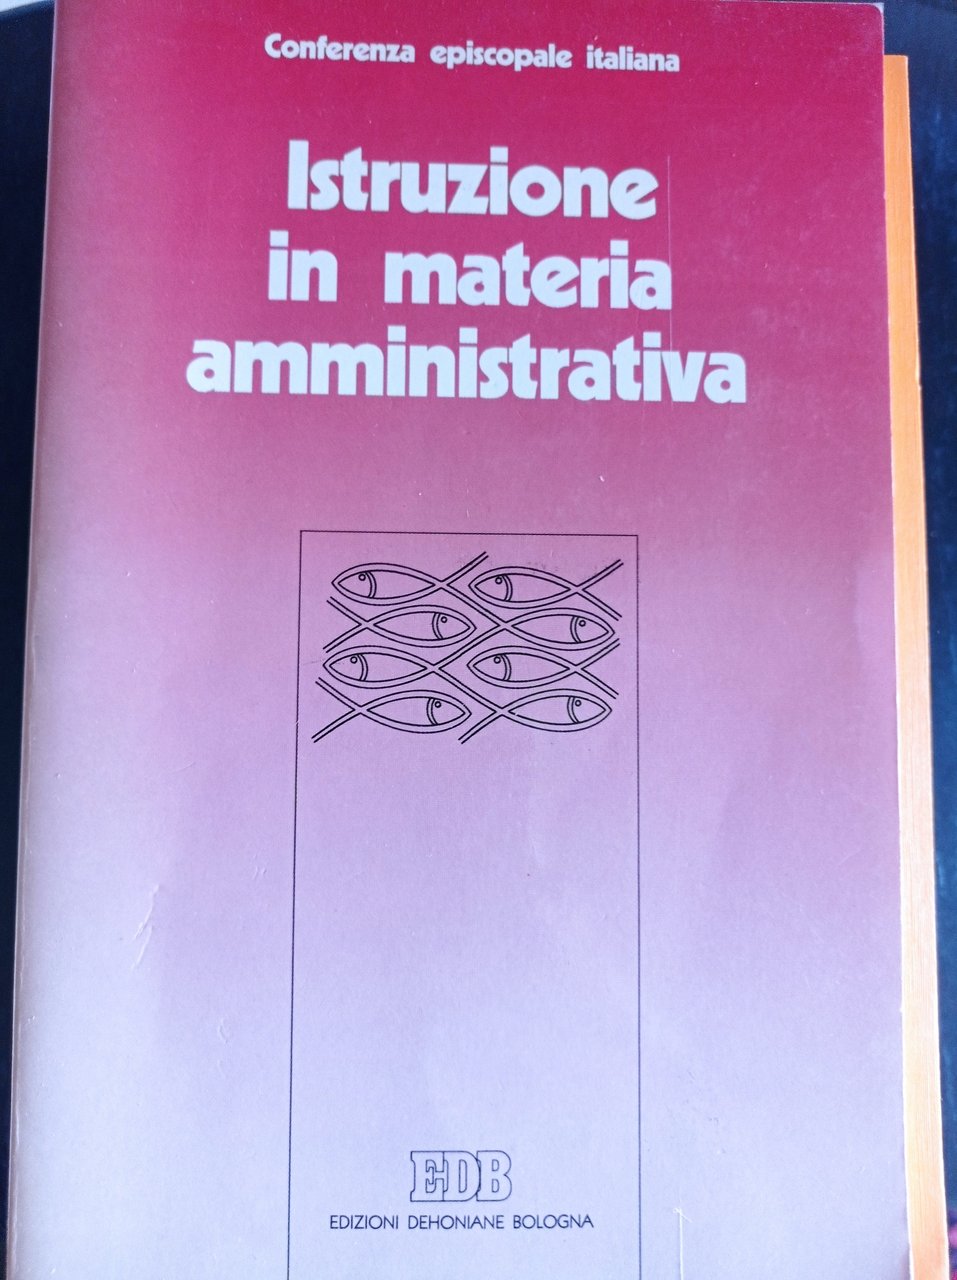 Conferenza episcopale italiana
Istruzione
in materia
amministrativa
EDB
EDIZIONI DEHONIANE BOLOGNA